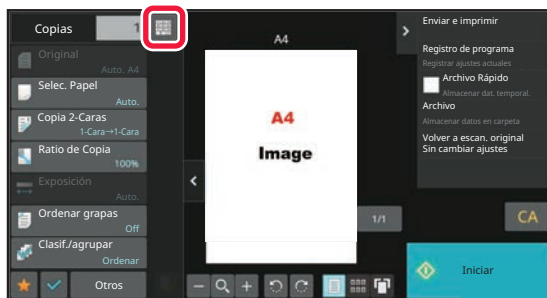 Copias 1
Original
Auto. A4
Selec. Papel
Auto.
Copia 2-Caras
1-Cara→1-Cara
Ratio de Copia
100%
Exposición
Auto.
Ordenar grapas
Off
Clasif./agrupar
Ordenar
Otros
A4
A4
Image
1/1
Enviar e imprimir
Registro de programa
Registrar ajustes actuales
Archivo Rápido
Almacenar dat. temporal.
Archivo
Almacenar datos en carpeta
Volver a escan. original
Sin cambiar ajustes
CA
Iniciar